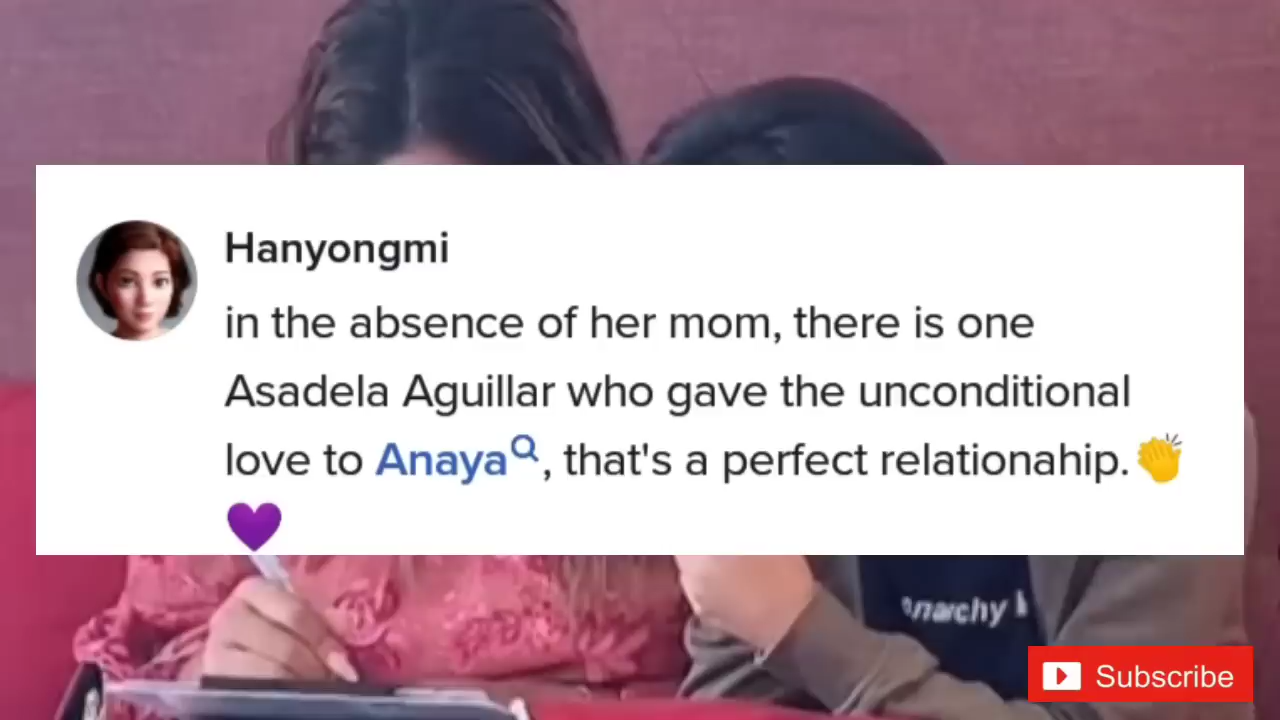 Hanyongmi
in the absence of her mom, there is one
Asadela Aguillar who gave the unconditional
love to Anaya, that's a perfect relationahip.👏
💜
narchy
Subscribe